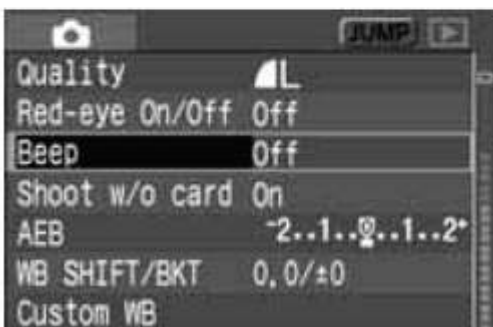 JUMP
Quality L
Red-eye On/Off Off
Beep Off
Shoot w/o card On
AEB -2..1..0..1..2+
WB SHIFT/BKT 0,0/±0
Custom WB